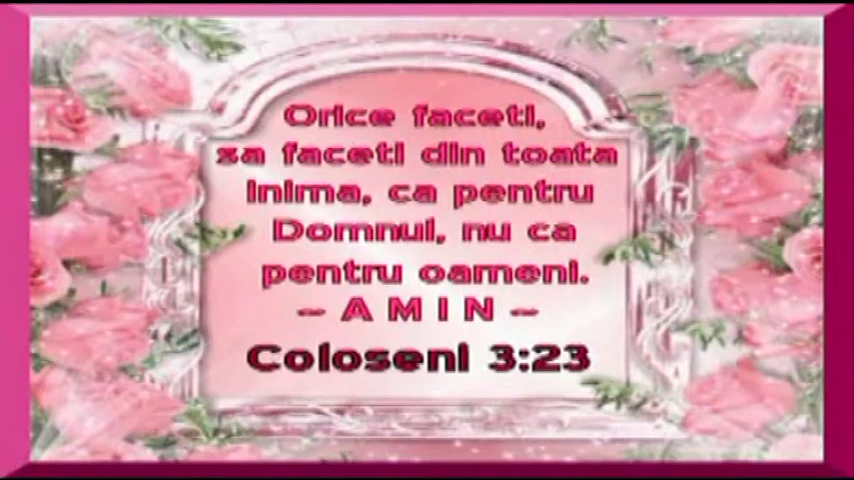 Orice faceti,
sa faceti din toata
inima, ca pentru
Domnul, nu ca
pentru oameni.
~ A M I N ~
Coloseni 3:23